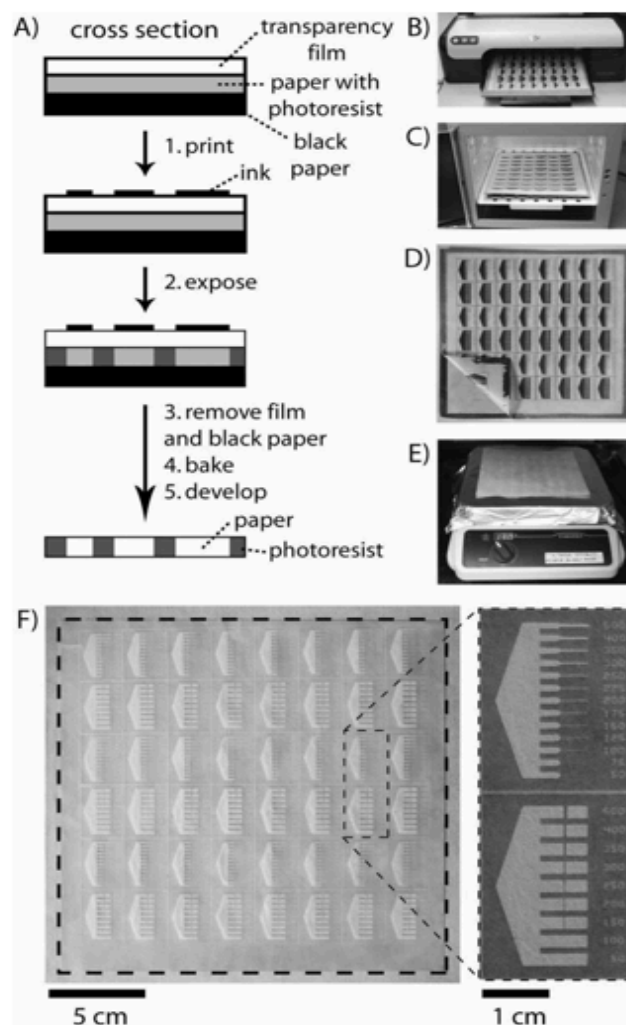 A)
cross section
transparency
film
paper with
photoresist
black
paper
1. print
ink
2. expose
3. remove film
and black paper
4. bake
5. develop
paper
photoresist
B)
C)
D)
E)
F)
5 cm
1 cm